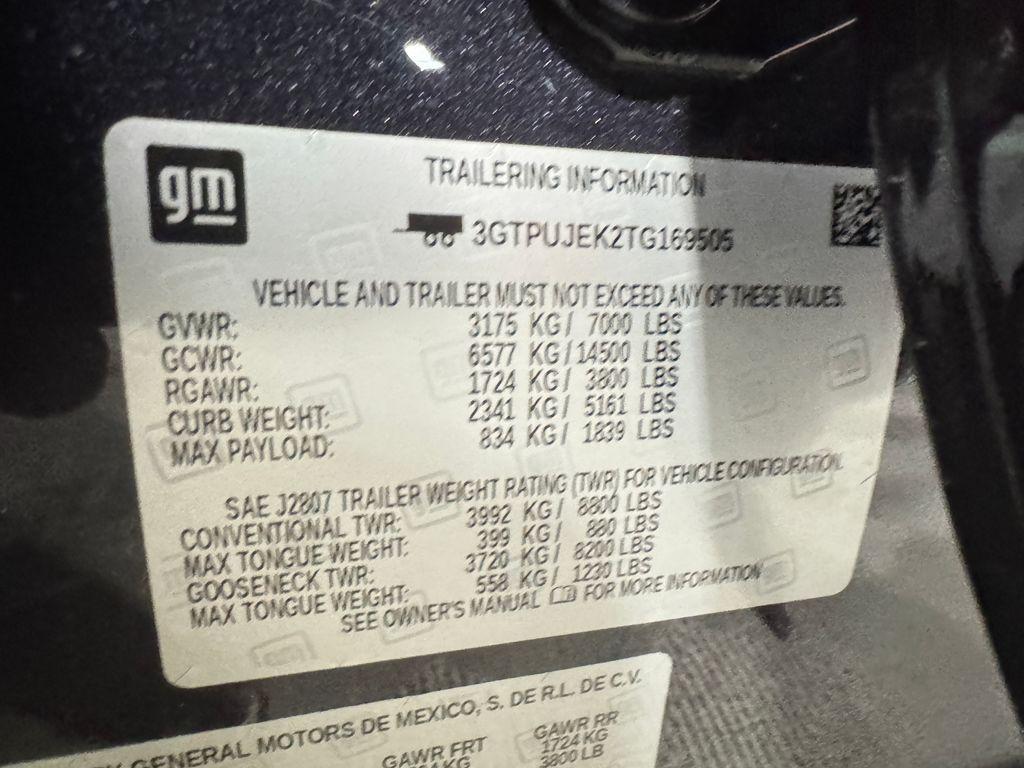 gm
TRAILERING INFORMATION
3GTPUJEK2TG169505
VEHICLE AND TRAILER MUST NOT EXCEED ANY OF THESE VALUES.
GVWR: 3175 KG/ 7000 LBS
GCWR: 6577 KG/14500 LBS
RGAWR: 1724 KG/ 3800 LBS
CURB WEIGHT: 2341 KG/ 5161 LBS
MAX PAYLOAD: 834 KG/ 1839 LBS
SAE J2807 TRAILER WEIGHT RATING (TWR) FOR VEHICLE CONFIGURATION.
CONVENTIONAL TWR: 3992 KG/ 8800 LBS
MAX TONGUE WEIGHT: 399 KG/ 880 LBS
GOOSENECK TWR: 3720 KG/ 8200 LBS
MAX TONGUE WEIGHT: 558 KG/ 1230 LBS
SEE OWNER'S MANUAL FOR MORE INFORMATION
GENERAL MOTORS DE MEXICO, S. DE R.L. DE C.V.
GAWR FRT GAWR RR
KG 1724 KG
3800 LB